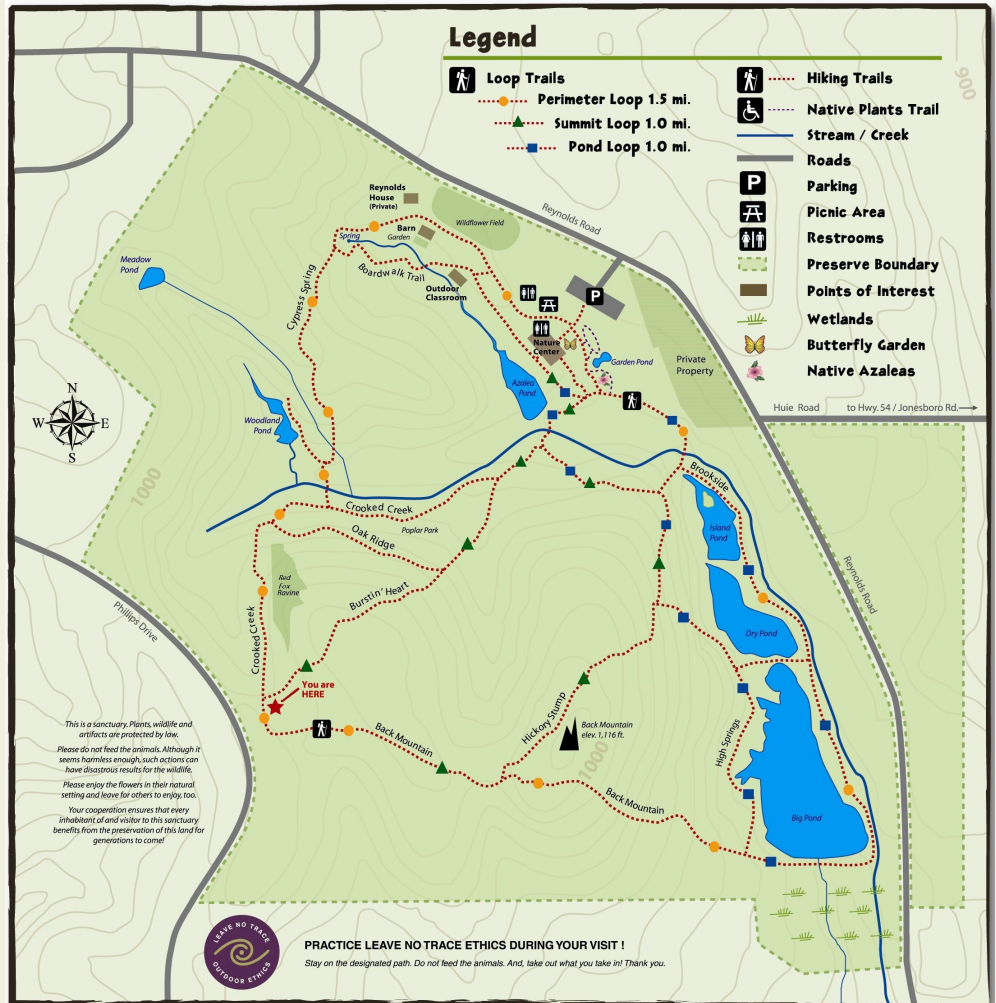 Legend
Loop Trails
Perimeter Loop 1.5 mi.
Summit Loop 1.0 mi.
Pond Loop 1.0 mi.
Hiking Trails
Native Plants Trail
Stream / Creek
Roads
P
Parking
Picnic Area
Restrooms
Preserve Boundary
Points of Interest
Wetlands
Butterfly Garden
Native Azaleas
900
Reynolds
House
(Private)
Wildflower Field
Reynolds Road
Barn
Garden
Spring
Boardwalk Trail
Meadow
Pond
Cypress Spring
Outdoor
Classroom
P
Nature
Center
Garden Pond
Private
Property
Azalea
Pond
Huie Road
to Hwy. 54 / Jonesboro Rd.
N
W
E
S
Woodland
Pond
1000
Brookside
Crooked Creek
Poplar Park
Oak Ridge
Island
Pond
Reynolds Road
Red
Fox
Ravine
Burstin' Heart
Phillips Drive
Crooked Creek
Dry Pond
You are
HERE
Hickory Stump
Back Mountain
elev. 1,116 ft.
Back Mountain
High Springs
1000
Back Mountain
Big Pond
This is a sanctuary. Plants, wildlife and
artifacts are protected by law.
Please do not feed the animals. Although it
seems harmless enough, such actions can
have disastrous results for the wildlife.
Please enjoy the flowers in their natural
setting and leave for others to enjoy, too.
Your cooperation ensures that every
inhabitant of and visitor to this sanctuary
benefits from the preservation of this land for
generations to come!
LEAVE NO TRACE
OUTDOOR ETHICS
PRACTICE LEAVE NO TRACE ETHICS DURING YOUR VISIT !
Stay on the designated path. Do not feed the animals. And, take out what you take in! Thank you.